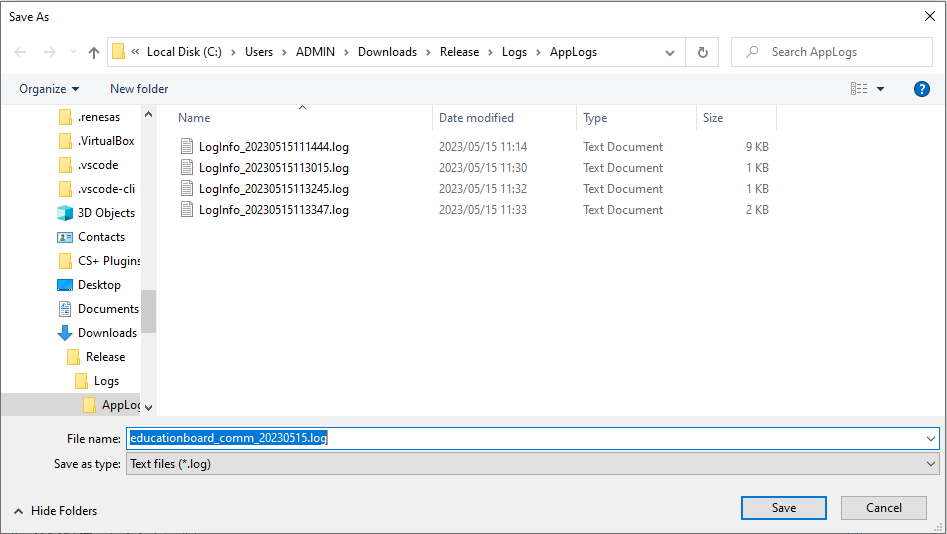 Save As
« Local Disk (C:) › Users › ADMIN › Downloads › Release › Logs › AppLogs
Search AppLogs
Organize
New folder
.renesas
.VirtualBox
.vscode
.vscode-cli
3D Objects
Contacts
CS+ Plugins
Desktop
Documents
Downloads
Release
Logs
AppLog
Name Date modified Type Size
LogInfo_20230515111444.log 2023/05/15 11:14 Text Document 9 KB
LogInfo_20230515113015.log 2023/05/15 11:30 Text Document 1 KB
LogInfo_20230515113245.log 2023/05/15 11:32 Text Document 1 KB
LogInfo_20230515113347.log 2023/05/15 11:33 Text Document 2 KB
File name: educationboard_comm_20230515.log
Save as type: Text files (*.log)
Hide Folders
Save
Cancel